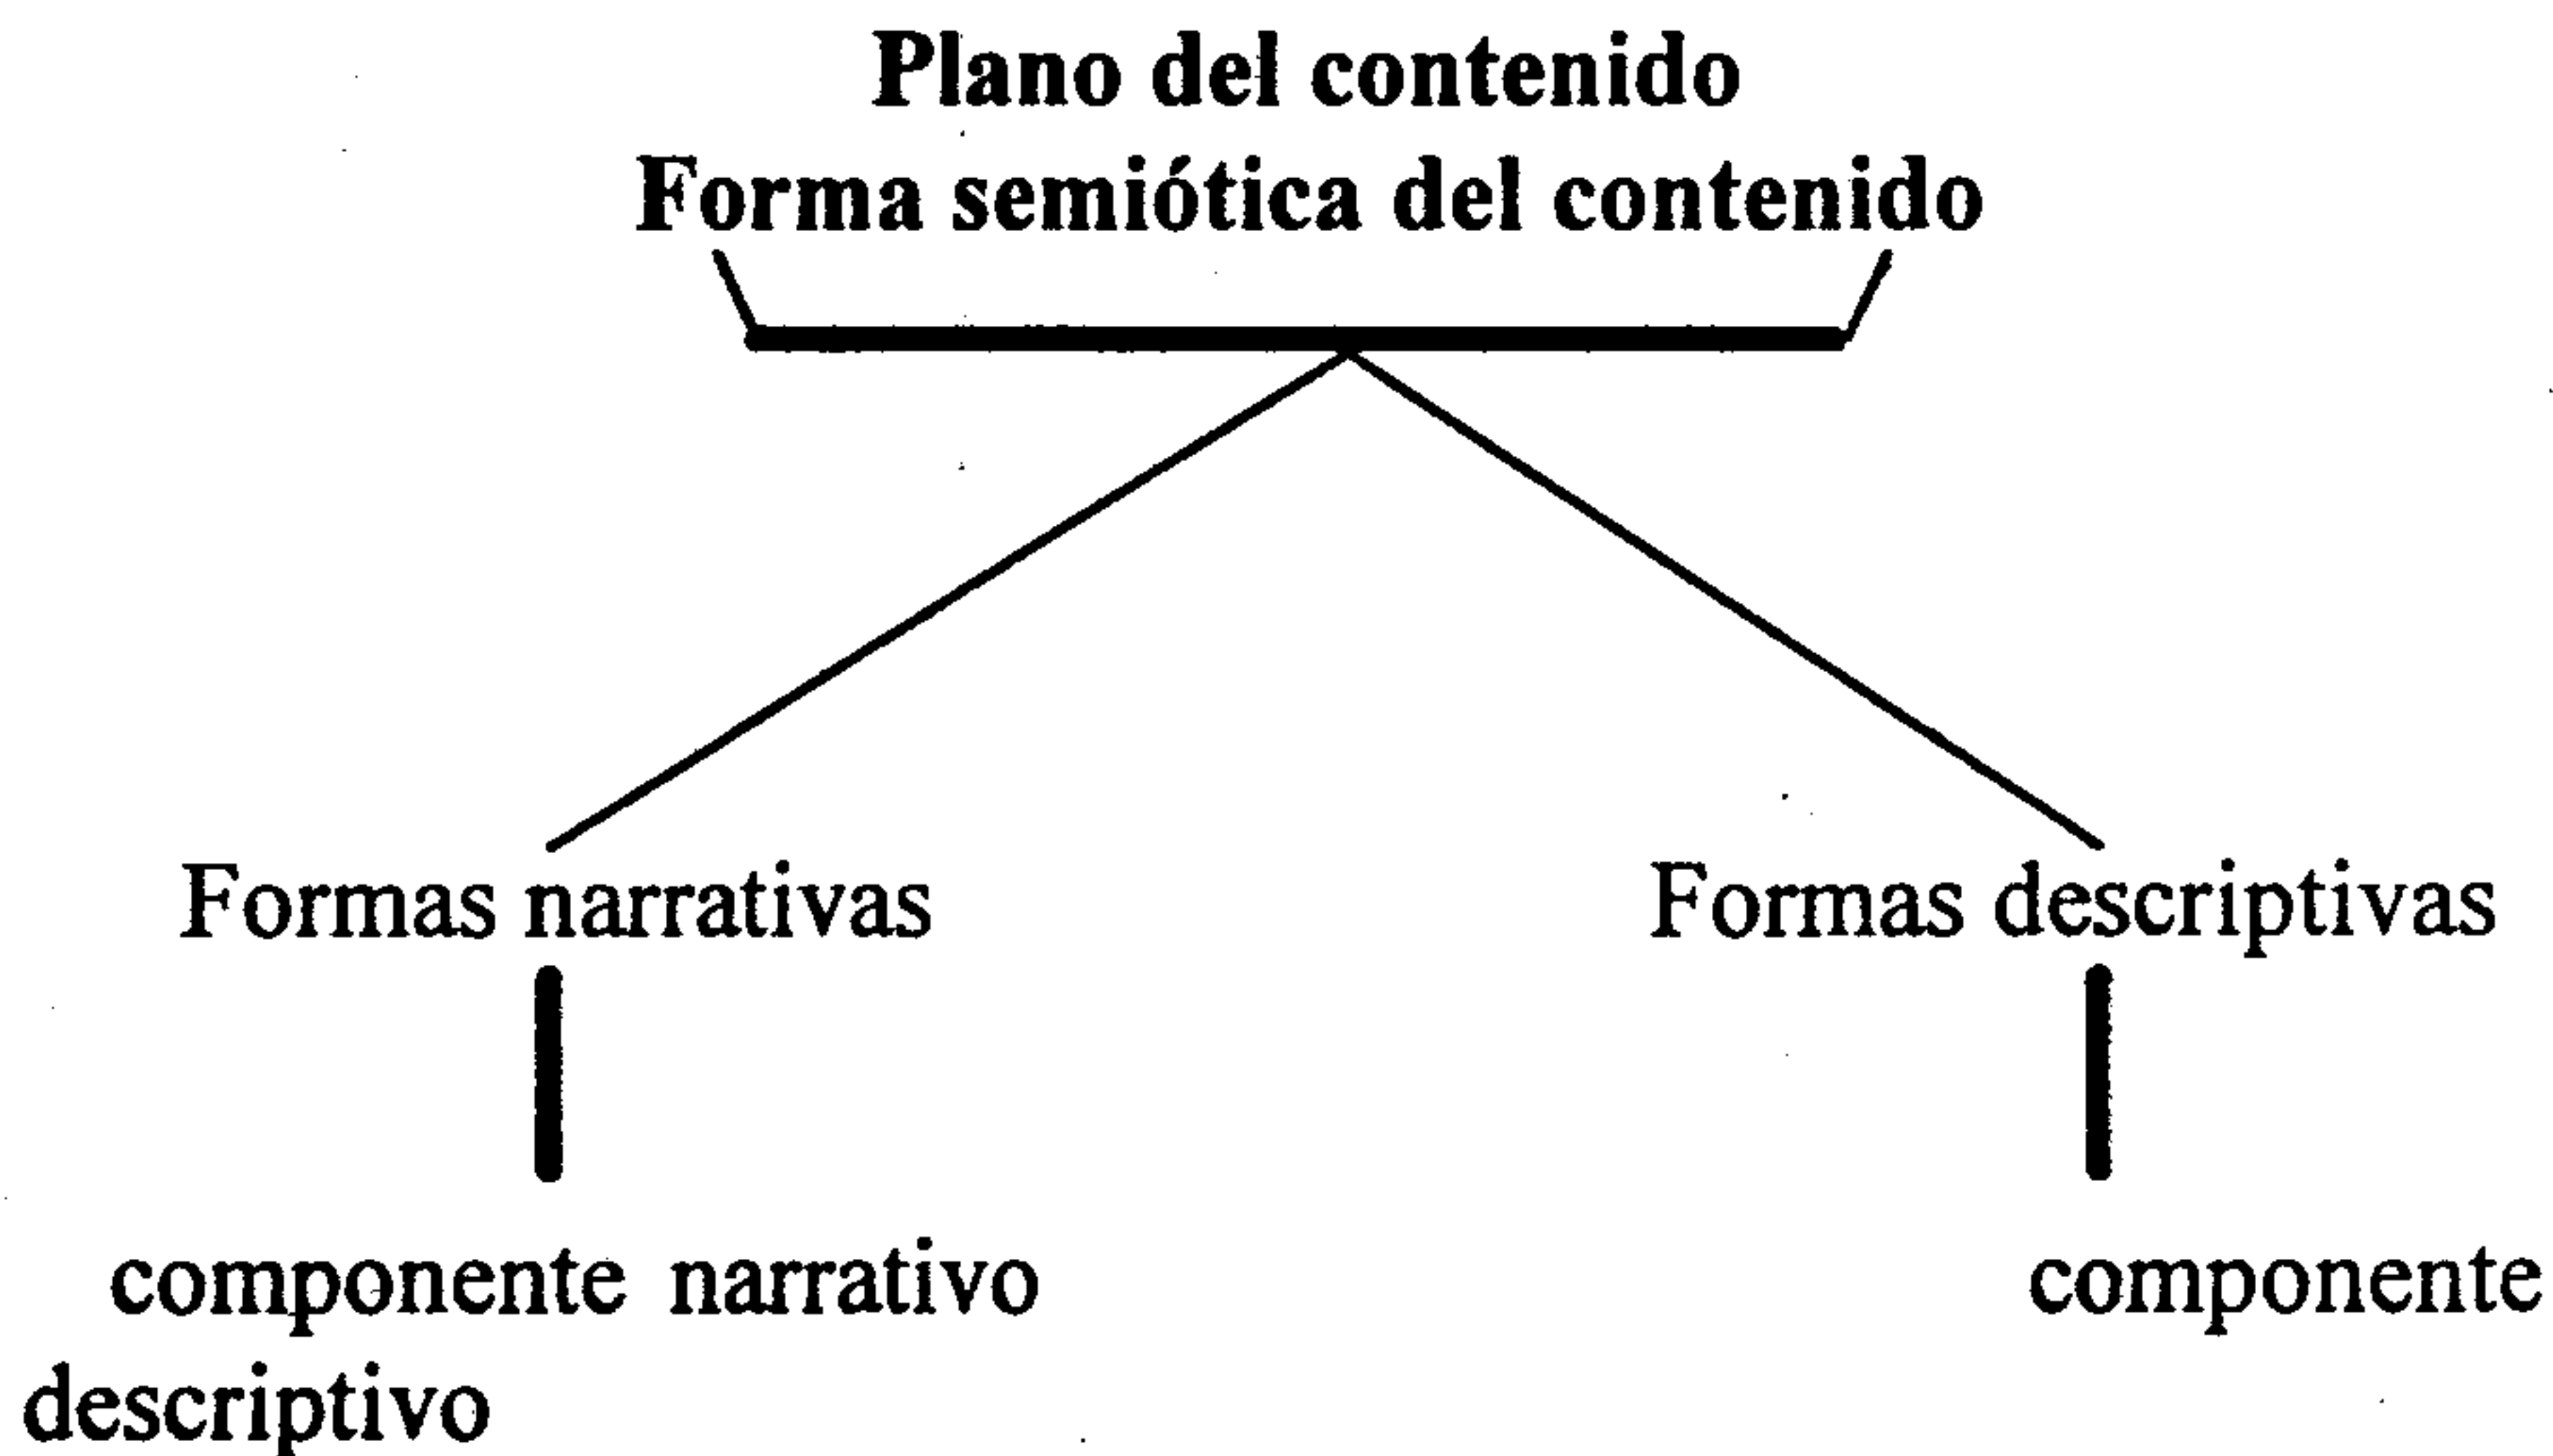 Plano del contenido
Forma semiótica del contenido
Formas narrativas Formas descriptivas
componente narrativo componente
descriptivo